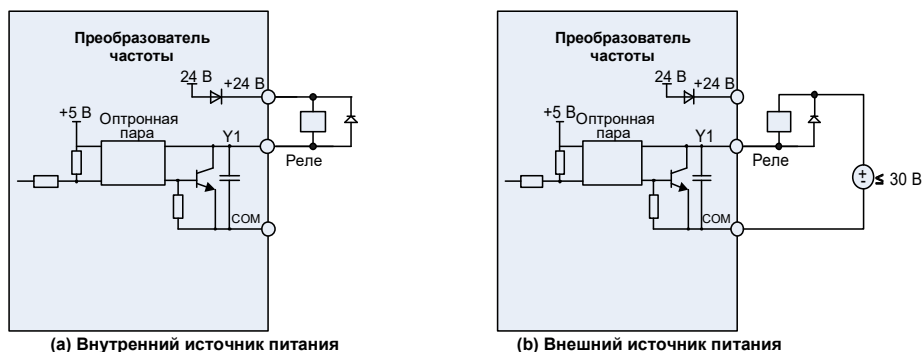 Преобразователь
частоты
24 В
+24 В
+5 В
Оптронная
пара
Y1
Реле
COM
(a) Внутренний источник питания
Преобразователь
частоты
24 В
+24 В
+5 В
Оптронная
пара
Y1
Реле
≤ 30 В
COM
(b) Внешний источник питания